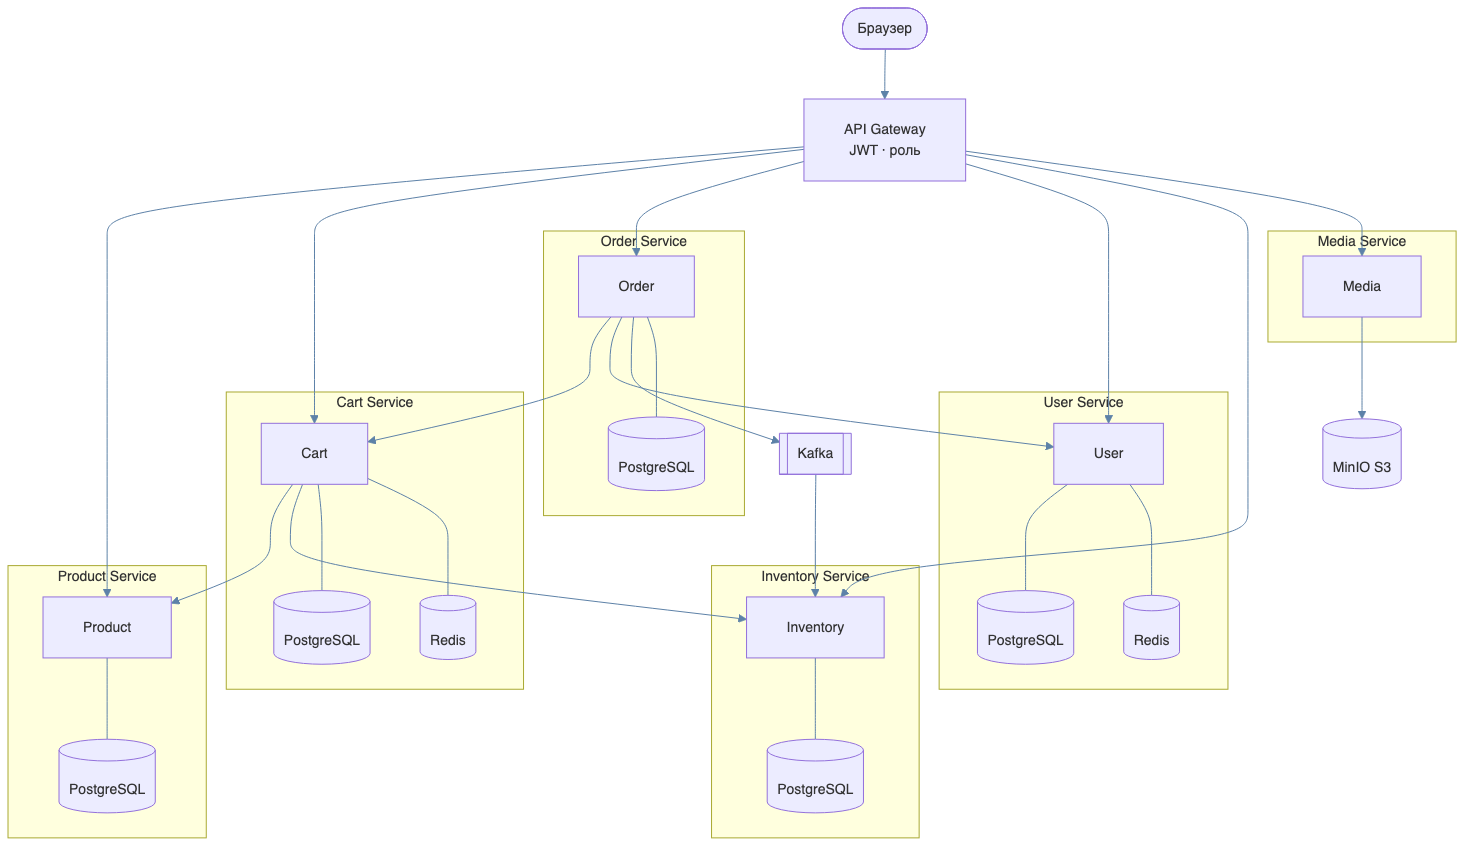 Браузер
API Gateway
JWT · роль
Order Service
Order
Media Service
Media
Cart Service
Cart
PostgreSQL
Kafka
User Service
User
MinIO S3
Product Service
Product
PostgreSQL
Redis
Inventory Service
Inventory
PostgreSQL
Redis
PostgreSQL
PostgreSQL